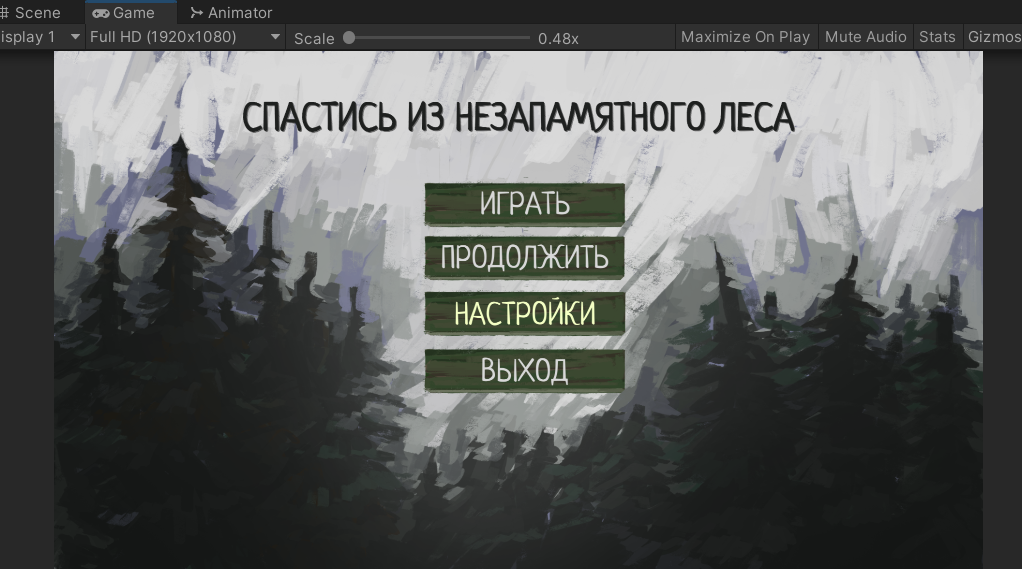 Scene Game Animator
isplay 1 Full HD (1920x1080) Scale 0.48x Maximize On Play Mute Audio Stats Gizmos
СПАСТИСЬ ИЗ НЕЗАПАМЯТНОГО ЛЕСА
ИГРАТЬ
ПРОДОЛЖИТЬ
НАСТРОЙКИ
ВЫХОД